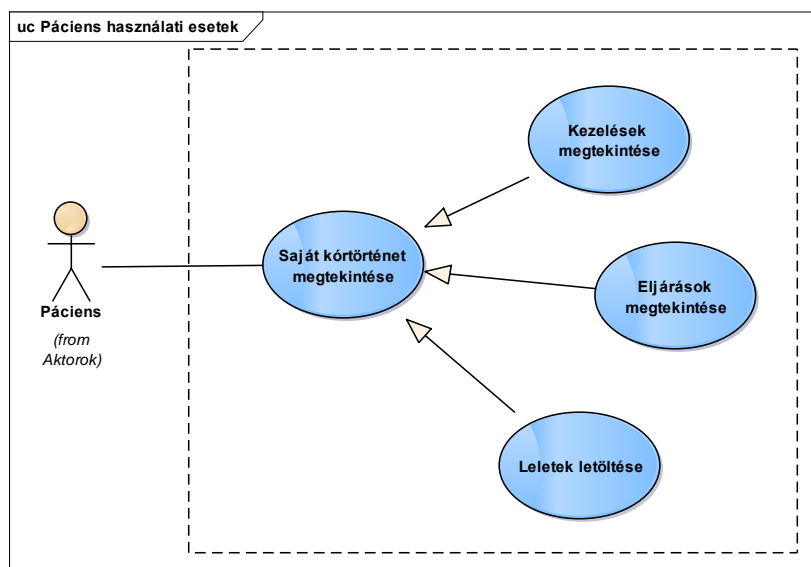 uc Páciens használati esetek
Kezelések
megtekintése
Saját kórtörténet
megtekintése
Eljárások
megtekintése
Páciens
(from
Aktorok)
Leletek letöltése